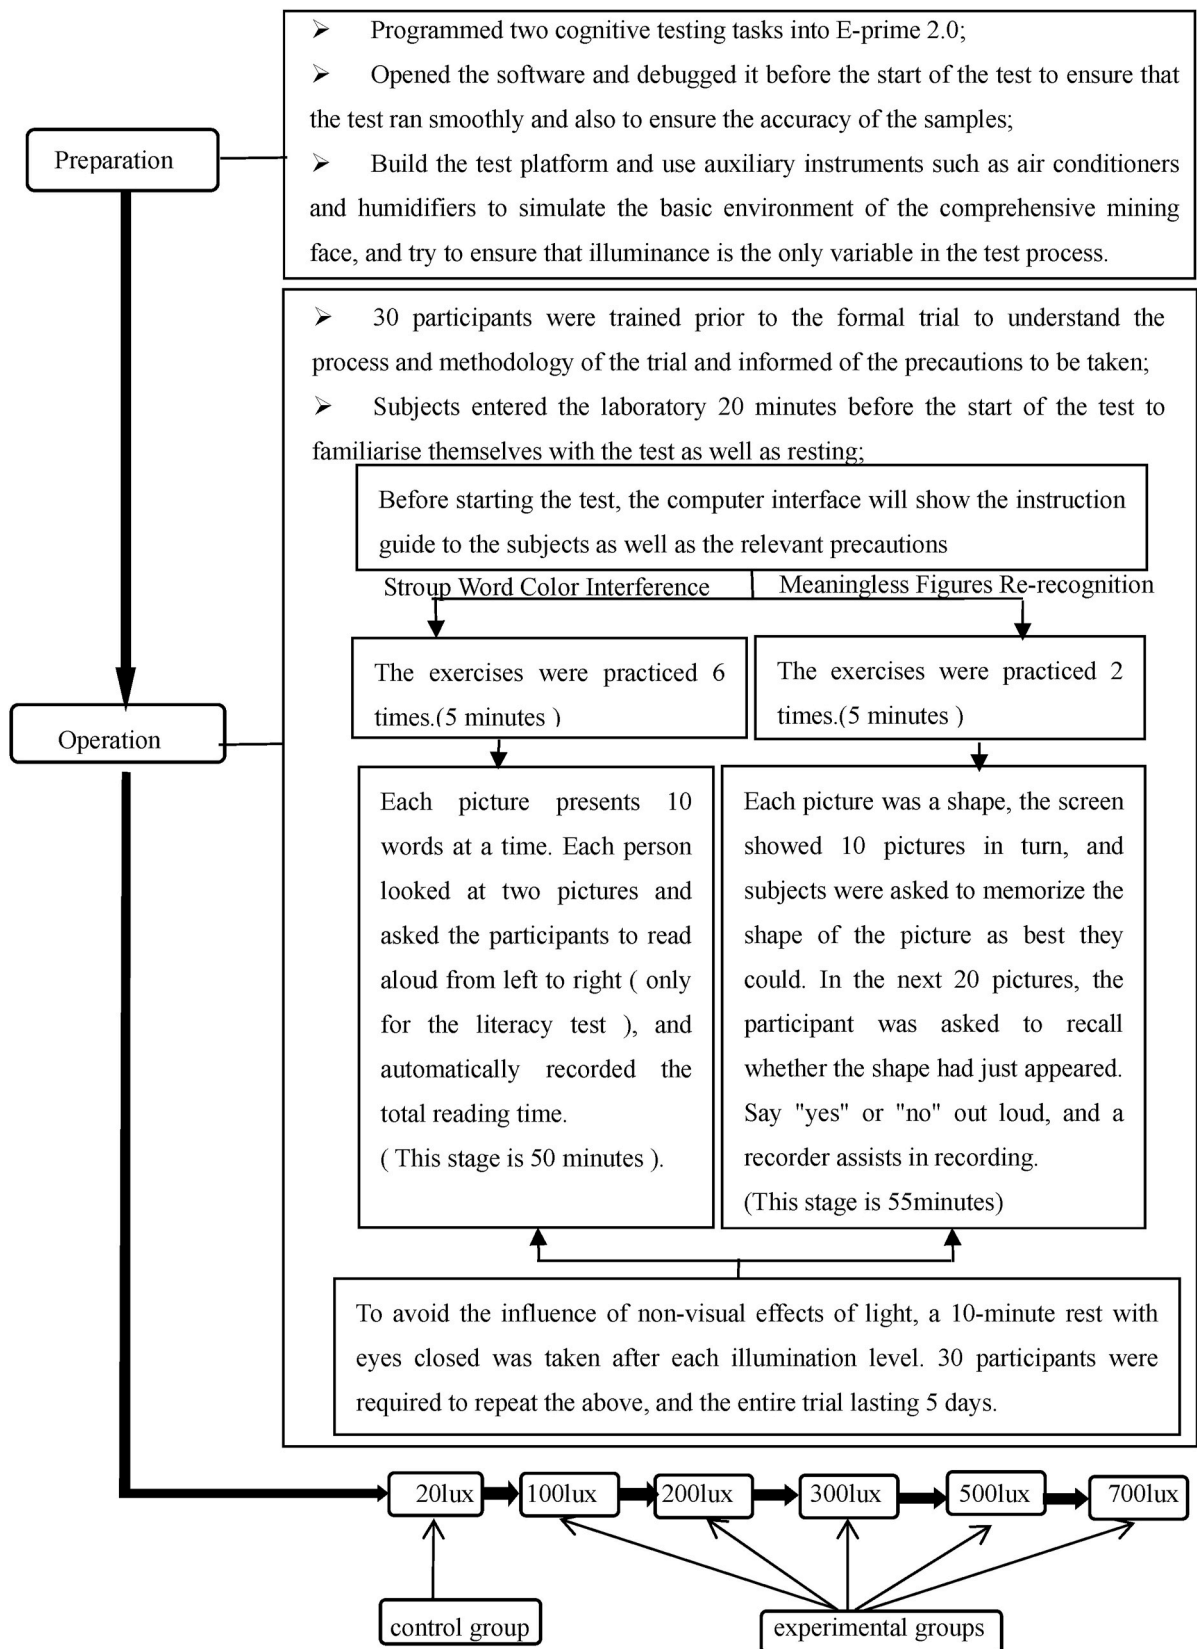 ➢ Programmed two cognitive testing tasks into E-prime 2.0;
➢ Opened the software and debugged it before the start of the test to ensure that
the test ran smoothly and also to ensure the accuracy of the samples;
Preparation
➢ Build the test platform and use auxiliary instruments such as air conditioners
and humidifiers to simulate the basic environment of the comprehensive mining
face, and try to ensure that illuminance is the only variable in the test process.
➢ 30 participants were trained prior to the formal trial to understand the
process and methodology of the trial and informed of the precautions to be taken;
➢ Subjects entered the laboratory 20 minutes before the start of the test to
familiarise themselves with the test as well as resting;
Before starting the test, the computer interface will show the instruction
guide to the subjects as well as the relevant precautions
Stroup Word Color Interference
Meaningless Figures Re-recognition
The exercises were practiced 6
times.(5 minutes )
The exercises were practiced 2
times.(5 minutes )
Operation
Each picture presents 10
words at a time. Each person
looked at two pictures and
asked the participants to read
aloud from left to right ( only
for the literacy test ), and
automatically recorded the
total reading time.
( This stage is 50 minutes ).
Each picture was a shape, the screen
showed 10 pictures in turn, and
subjects were asked to memorize the
shape of the picture as best they
could. In the next 20 pictures, the
participant was asked to recall
whether the shape had just appeared.
Say "yes" or "no" out loud, and a
recorder assists in recording.
(This stage is 55minutes)
To avoid the influence of non-visual effects of light, a 10-minute rest with
eyes closed was taken after each illumination level. 30 participants were
required to repeat the above, and the entire trial lasting 5 days.
20lux
100lux
200lux
300lux
500lux
700lux
control group
experimental groups